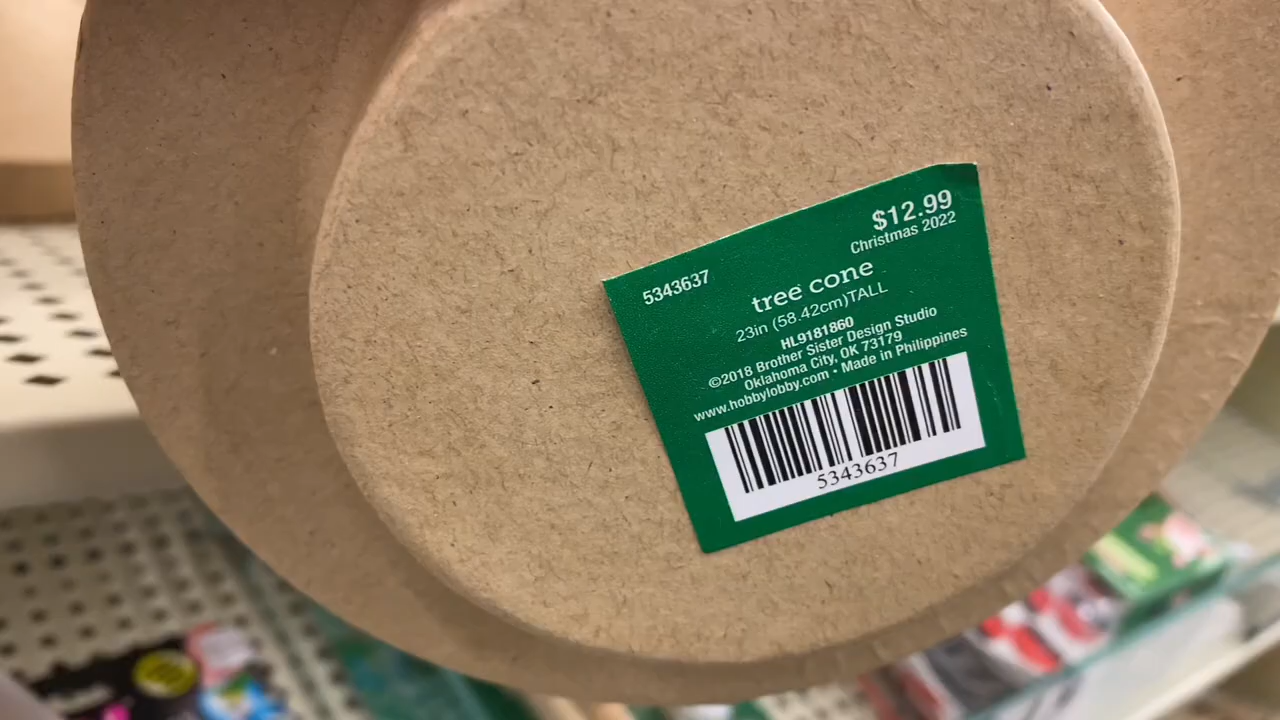 $12.99
Christmas 2022
5343637
tree cone
23in (58.42cm)TALL
HL9181860
©2018 Brother Sister Design Studio
Oklahoma City, OK 73179
www.hobbylobby.com • Made in Philippines
5343637